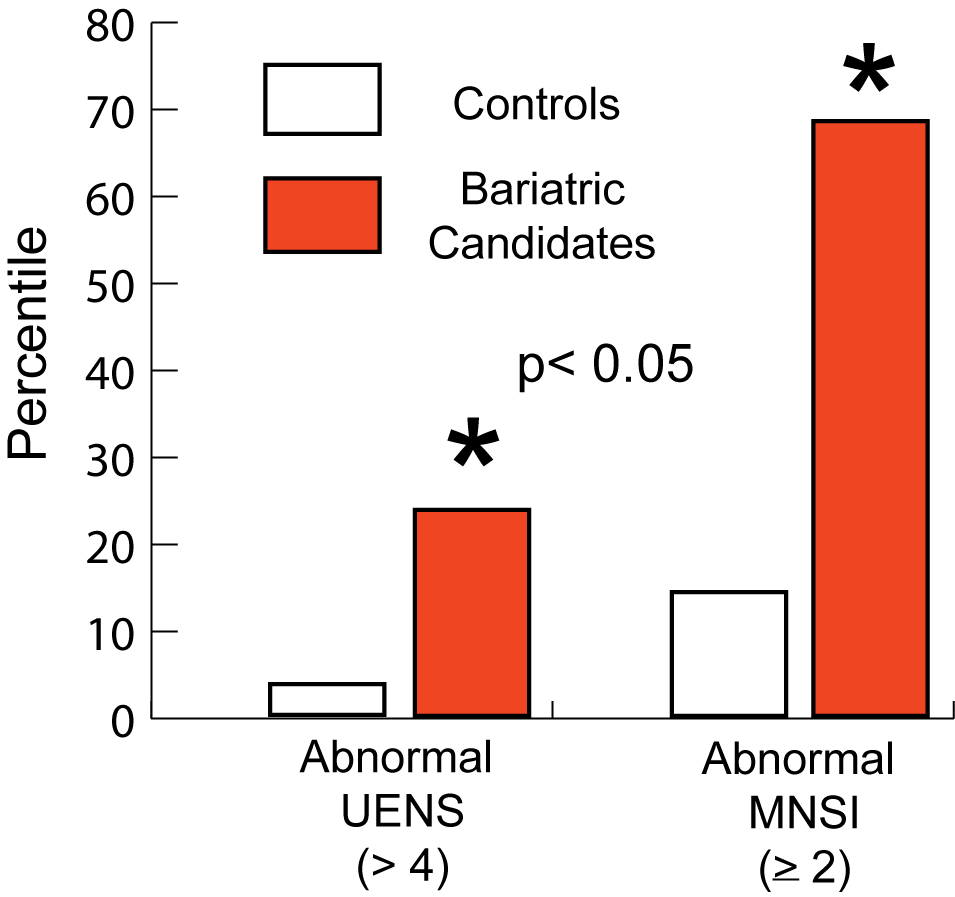 80
70
60
50
40
30
20
10
0
Percentile
Controls
Bariatric
Candidates
p< 0.05
*
*
Abnormal
UENS
(> 4)
Abnormal
MNSI
(≥ 2)